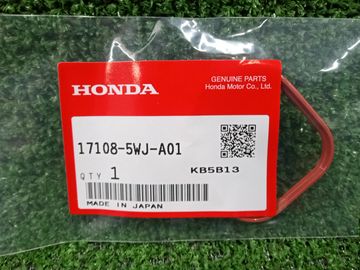 HONDA
GENUINE PARTS
Honda Motor Co., Ltd.
17108-5WJ-A01
QTY 1
KB5B13
MADE IN JAPAN